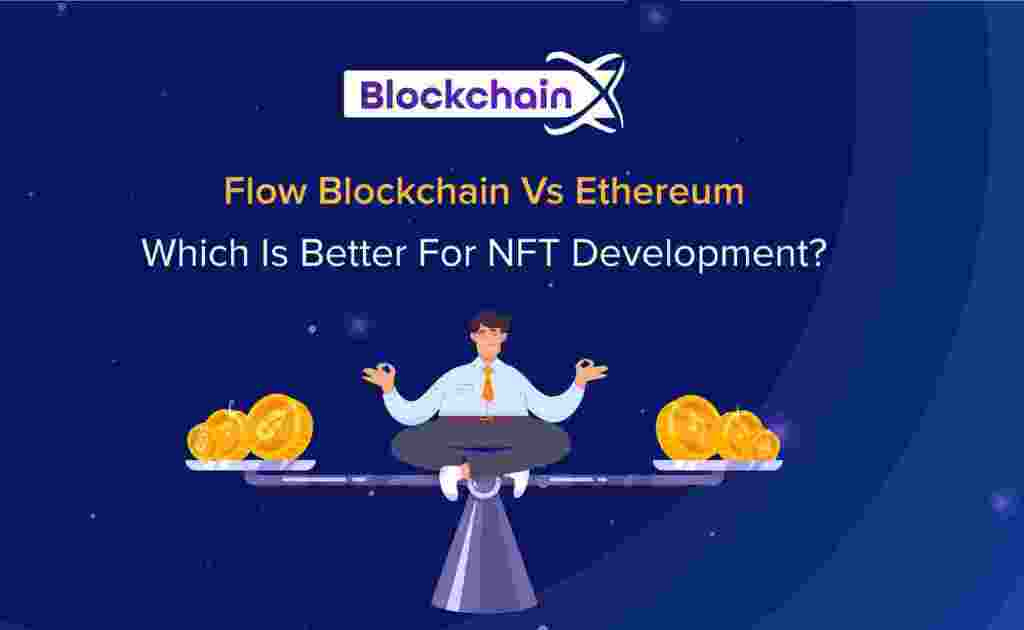 BlockchainX
Flow Blockchain Vs Ethereum
Which Is Better For NFT Development?